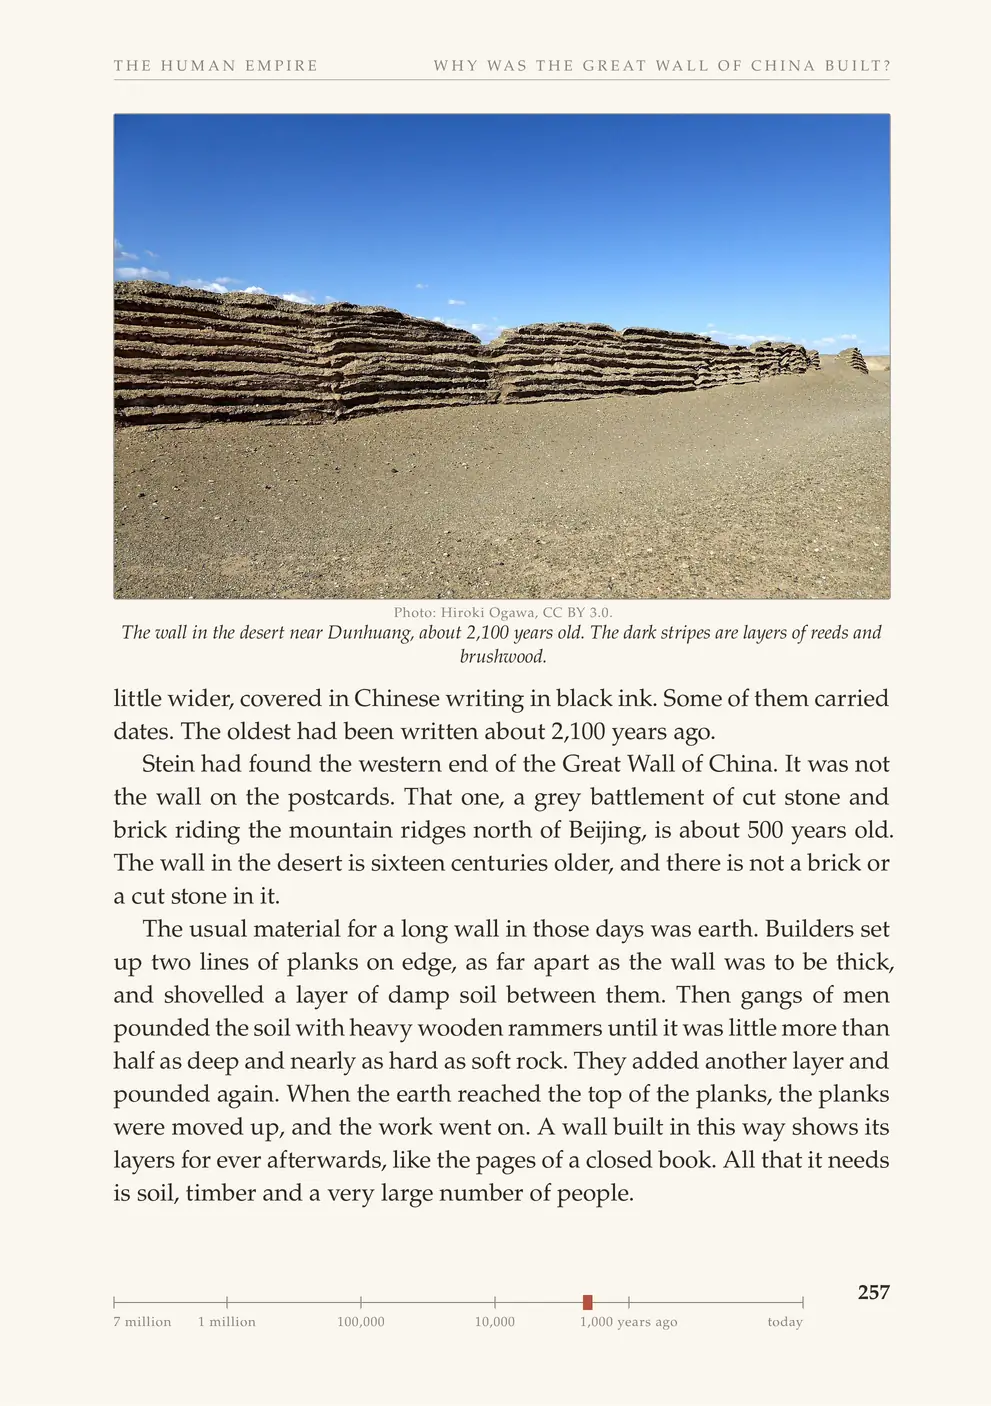 THE HUMAN EMPIRE
WHY WAS THE GREAT WALL OF CHINA BUILT?
Photo: Hiroki Ogawa, CC BY 3.0.
The wall in the desert near Dunhuang, about 2,100 years old. The dark stripes are layers of reeds and
brushwood.
little wider, covered in Chinese writing in black ink. Some of them carried
dates. The oldest had been written about 2,100 years ago.
Stein had found the western end of the Great Wall of China. It was not
the wall on the postcards. That one, a grey battlement of cut stone and
brick riding the mountain ridges north of Beijing, is about 500 years old.
The wall in the desert is sixteen centuries older, and there is not a brick or
a cut stone in it.
The usual material for a long wall in those days was earth. Builders set
up two lines of planks on edge, as far apart as the wall was to be thick,
and shovelled a layer of damp soil between them. Then gangs of men
pounded the soil with heavy wooden rammers until it was little more than
half as deep and nearly as hard as soft rock. They added another layer and
pounded again. When the earth reached the top of the planks, the planks
were moved up, and the work went on. A wall built in this way shows its
layers for ever afterwards, like the pages of a closed book. All that it needs
is soil, timber and a very large number of people.
257
7 million 1 million 100,000 10,000 1,000 years ago today